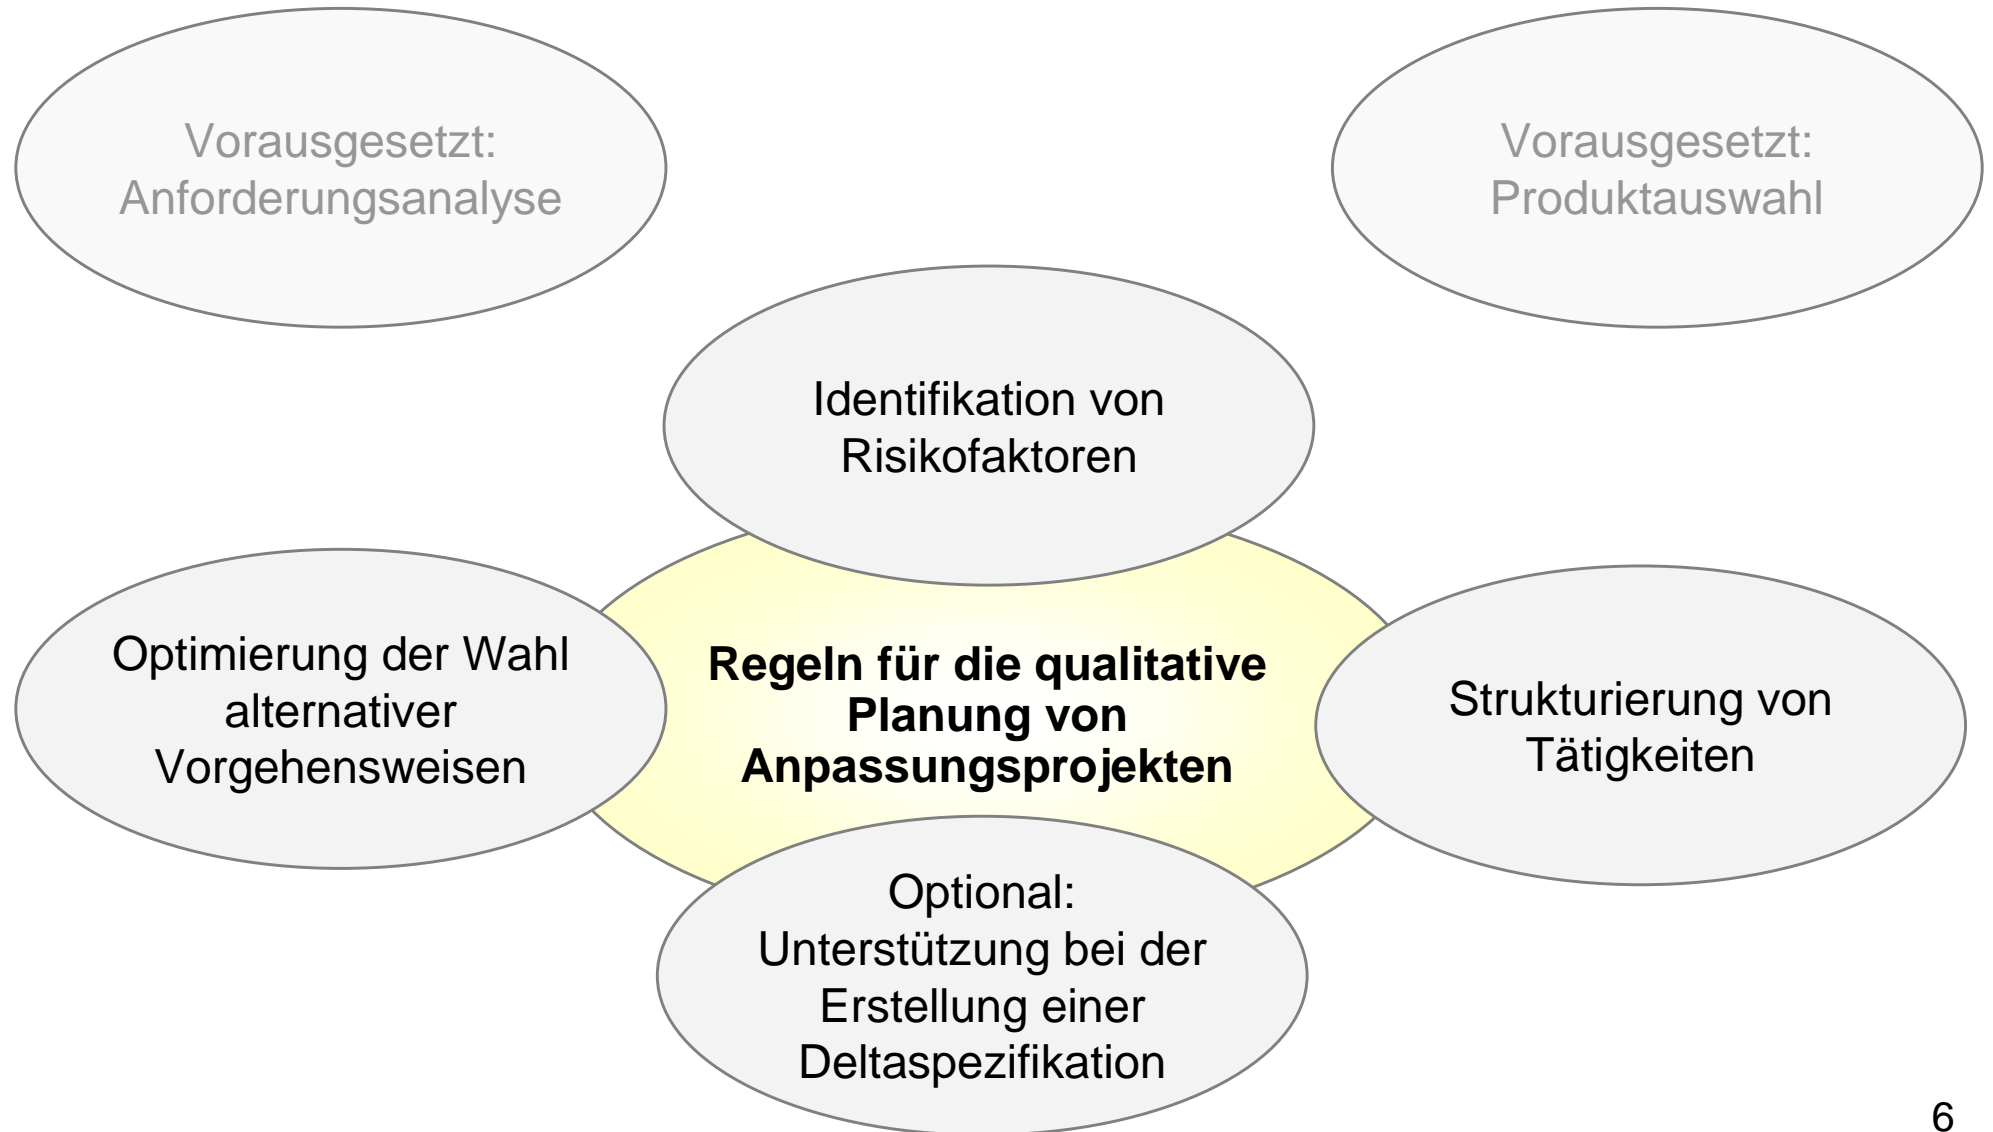 Vorausgesetzt:
Anforderungsanalyse
Vorausgesetzt:
Produktauswahl
Identifikation von
Risikofaktoren
Optimierung der Wahl
alternativer
Vorgehensweisen
Regeln für die qualitative
Planung von
Anpassungsprojekten
Strukturierung von
Tätigkeiten
Optional:
Unterstützung bei der
Erstellung einer
Deltaspezifikation
6